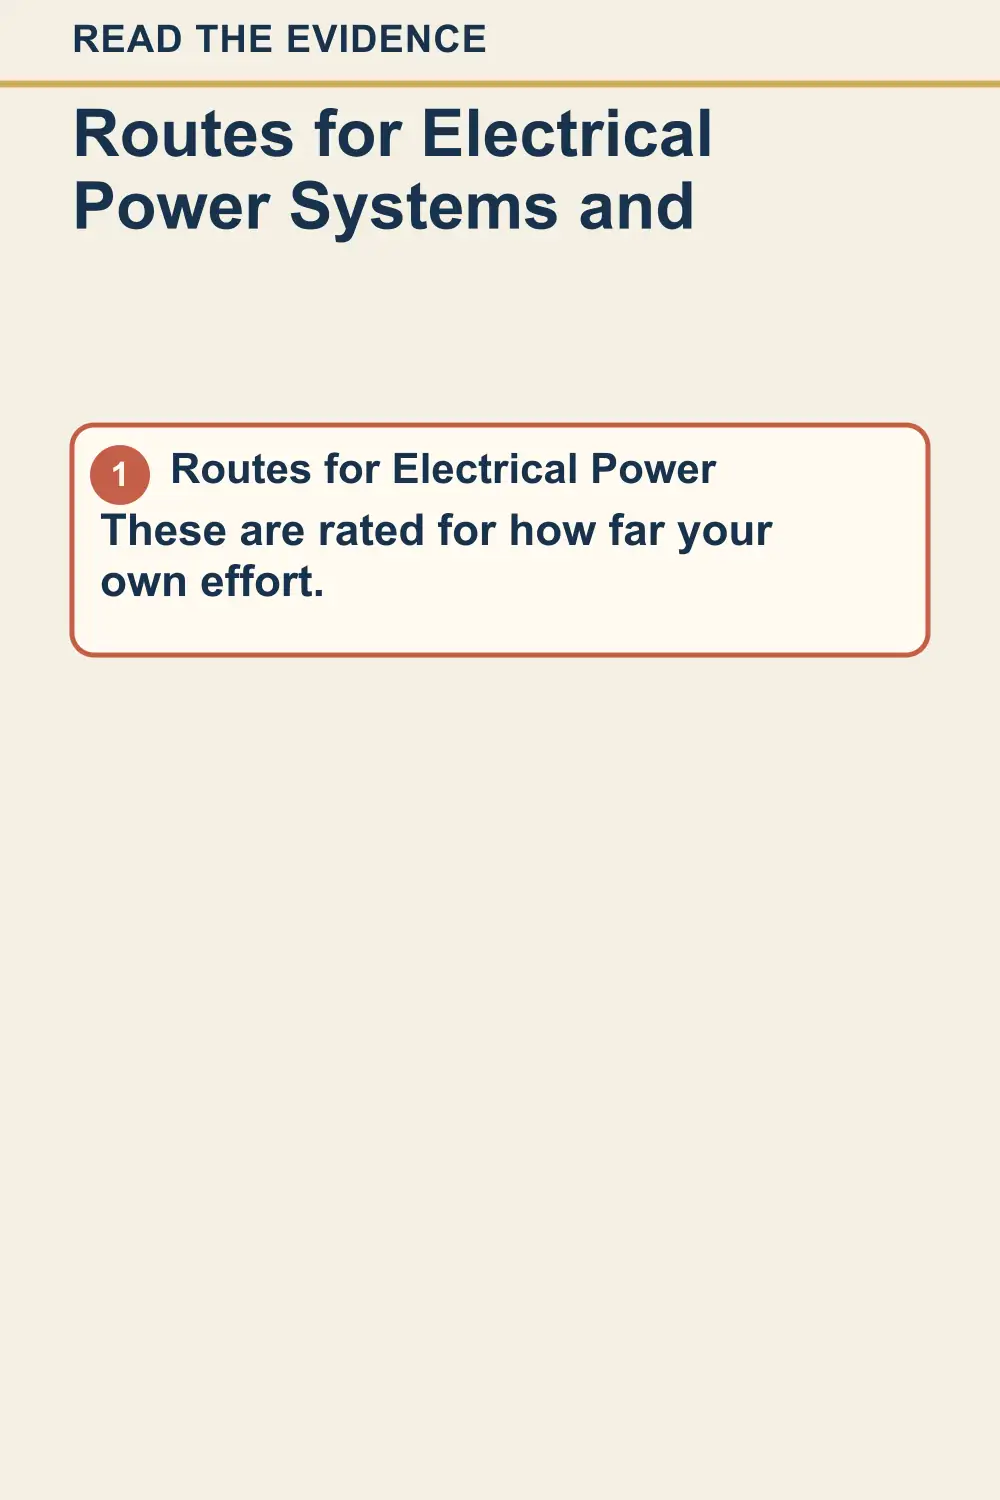 READ THE EVIDENCE
Routes for Electrical
Power Systems and
1 Routes for Electrical Power
These are rated for how far your
own effort.